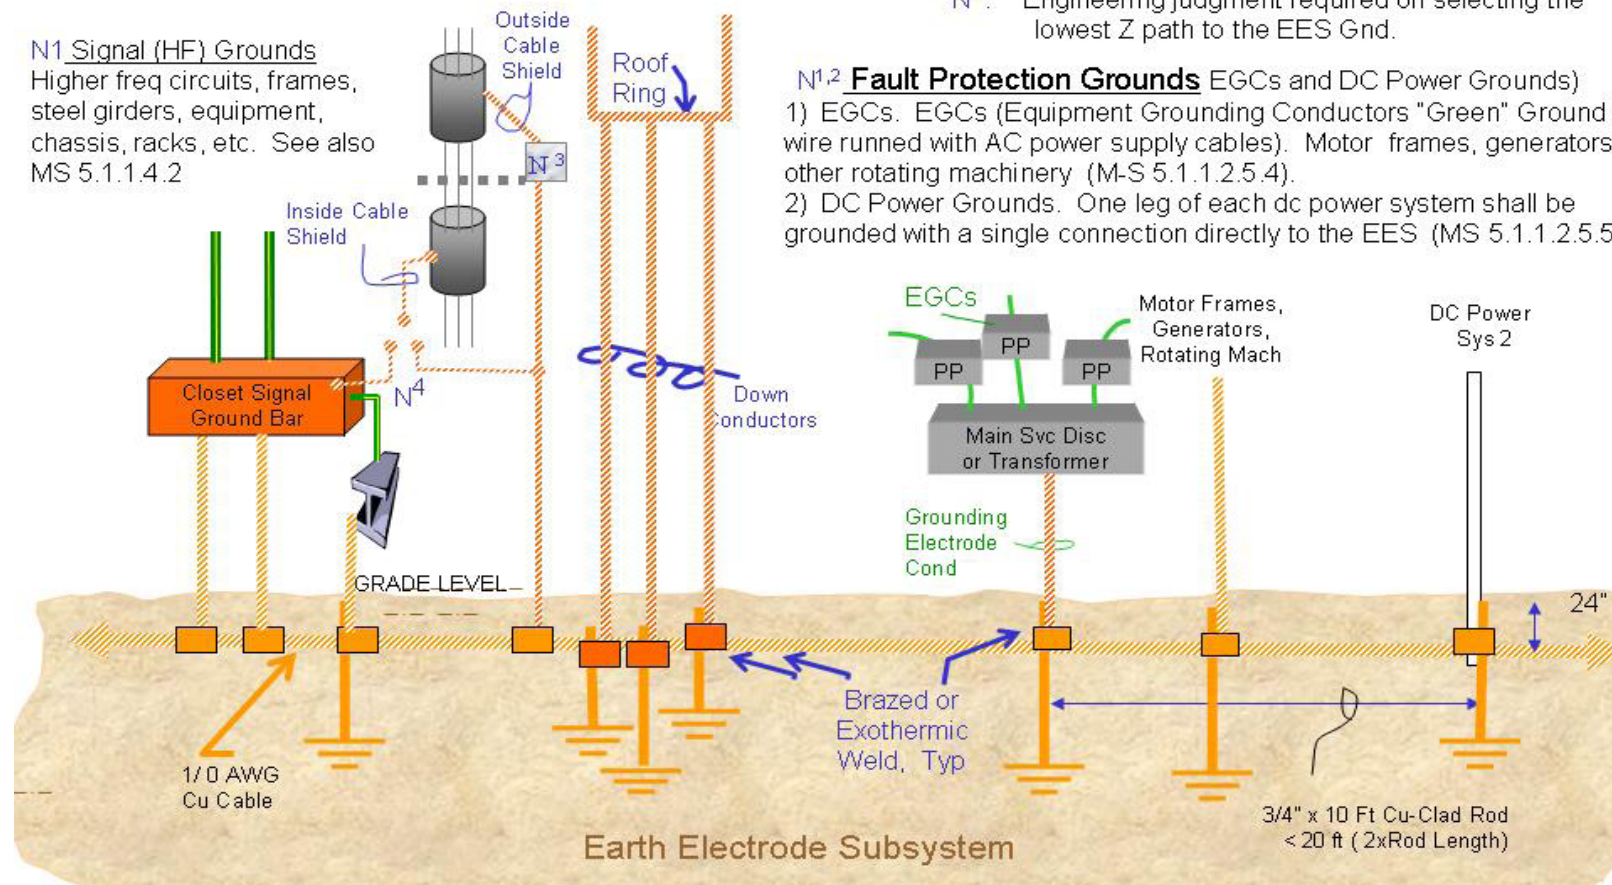 Engineering judgment required on selecting the
lowest Z path to the EES Gnd.
N1 Signal (HF) Grounds
Higher freq circuits, frames,
steel girders, equipment,
chassis, racks, etc. See also
MS 5.1.1.4.2
Outside
Cable
Shield
Roof
Ring
N1,2 Fault Protection Grounds EGCs and DC Power Grounds)
1) EGCs. EGCs (Equipment Grounding Conductors "Green" Ground
wire runned with AC power supply cables). Motor frames, generators
other rotating machinery (M-S 5.1.1.2.5.4).
2) DC Power Grounds. One leg of each dc power system shall be
grounded with a single connection directly to the EES (MS 5.1.1.2.5.5
N3
Inside Cable
Shield
Closet Signal
Ground Bar
N4
Down
onductors
EGCs
PP
PP
PP
Main Svc Disc
or Transformer
Motor Frames,
Generators,
Rotating Mach
DC Power
Sys 2
Grounding
Electrode
Cond
GRADE LEVEL
24"
1/0 AWG
Cu Cable
Brazed or
Exothermic
Weld, Typ
3/4" x 10 Ft Cu-Clad Rod
< 20 ft ( 2xRod Length)
Earth Electrode Subsystem